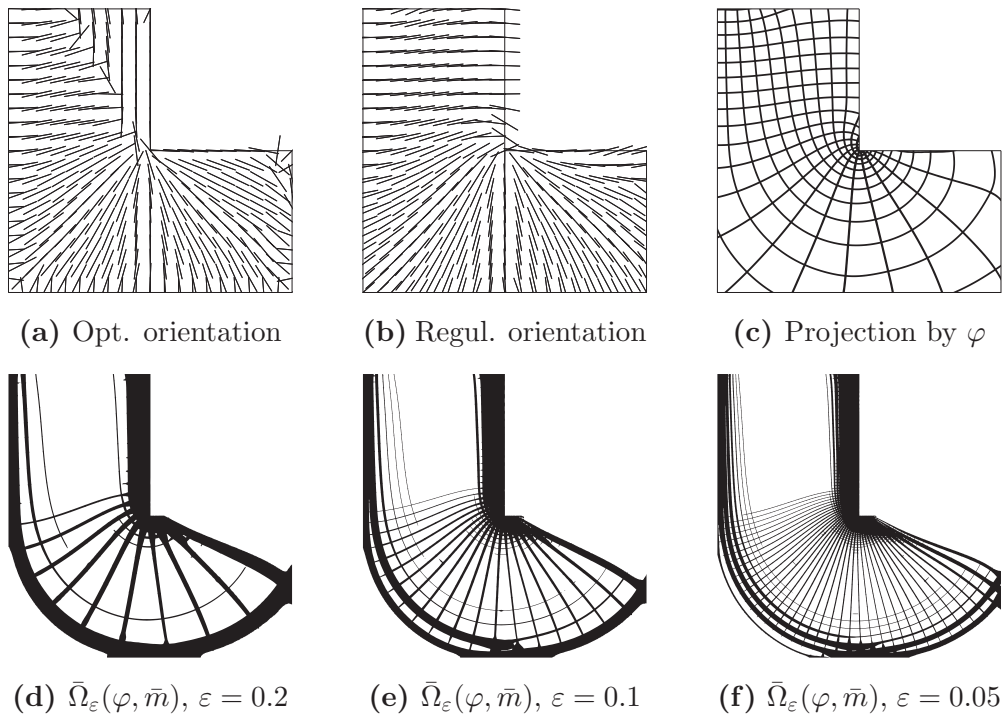 (a) Opt. orientation
(b) Regul. orientation
(c) Projection by φ
(d) Ω̄ε(φ, m̄), ε = 0.2
(e) Ω̄ε(φ, m̄), ε = 0.1
(f) Ω̄ε(φ, m̄), ε = 0.05